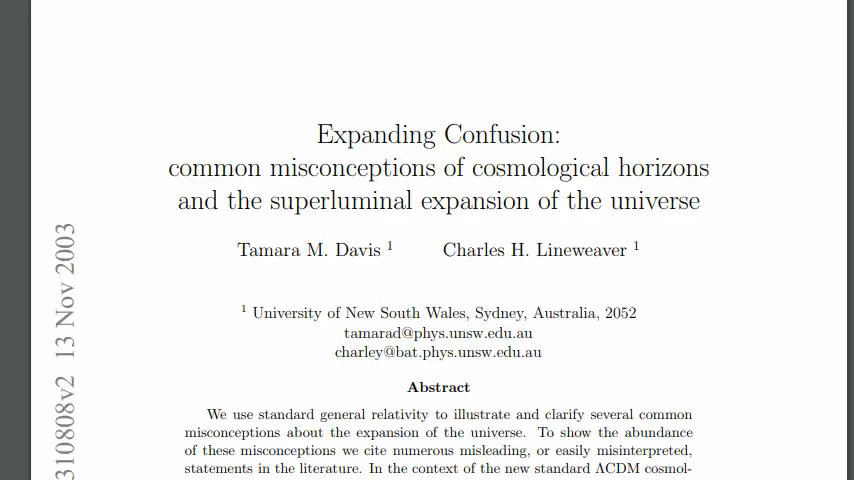 Expanding Confusion:
common misconceptions of cosmological horizons
and the superluminal expansion of the universe
Tamara M. Davis 1 Charles H. Lineweaver 1
1 University of New South Wales, Sydney, Australia, 2052
tamarad@phys.unsw.edu.au
charley@bat.phys.unsw.edu.au
Abstract
We use standard general relativity to illustrate and clarify several common
misconceptions about the expansion of the universe. To show the abundance
of these misconceptions we cite numerous misleading, or easily misinterpreted,
statements in the literature. In the context of the new standard ΛCDM cosmol-
310808v2 13 Nov 2003